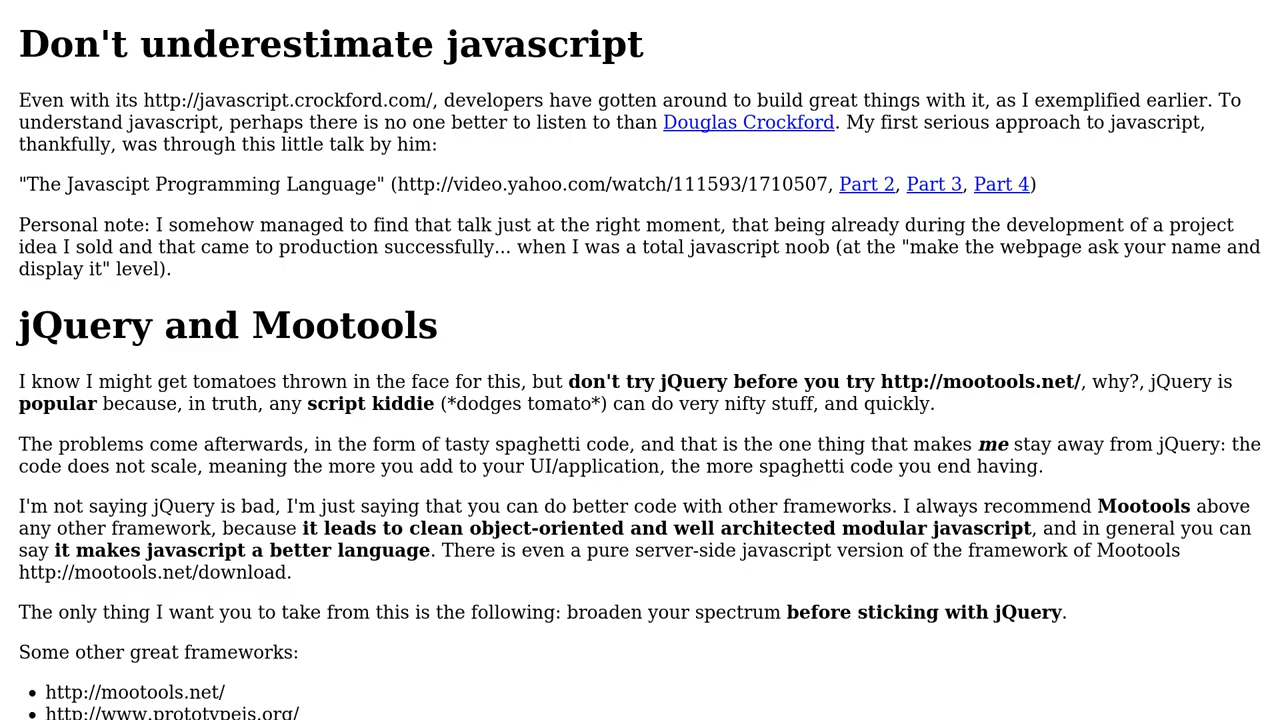 Don't underestimate javascript
Even with its http://javascript.crockford.com/, developers have gotten around to build great things with it, as I exemplified earlier. To
understand javascript, perhaps there is no one better to listen to than Douglas Crockford. My first serious approach to javascript,
thankfully, was through this little talk by him:
"The Javascipt Programming Language" (http://video.yahoo.com/watch/111593/1710507, Part 2, Part 3, Part 4)
Personal note: I somehow managed to find that talk just at the right moment, that being already during the development of a project
idea I sold and that came to production successfully... when I was a total javascript noob (at the "make the webpage ask your name and
display it" level).
jQuery and Mootools
I know I might get tomatoes thrown in the face for this, but don't try jQuery before you try http://mootools.net/, why?, jQuery is
popular because, in truth, any script kiddie (*dodges tomato*) can do very nifty stuff, and quickly.
The problems come afterwards, in the form of tasty spaghetti code, and that is the one thing that makes me stay away from jQuery: the
code does not scale, meaning the more you add to your UI/application, the more spaghetti code you end having.
I'm not saying jQuery is bad, I'm just saying that you can do better code with other frameworks. I always recommend Mootools above
any other framework, because it leads to clean object-oriented and well architected modular javascript, and in general you can
say it makes javascript a better language. There is even a pure server-side javascript version of the framework of Mootools
http://mootools.net/download.
The only thing I want you to take from this is the following: broaden your spectrum before sticking with jQuery.
Some other great frameworks:
• http://mootools.net/
• http://www.prototypejs.org/